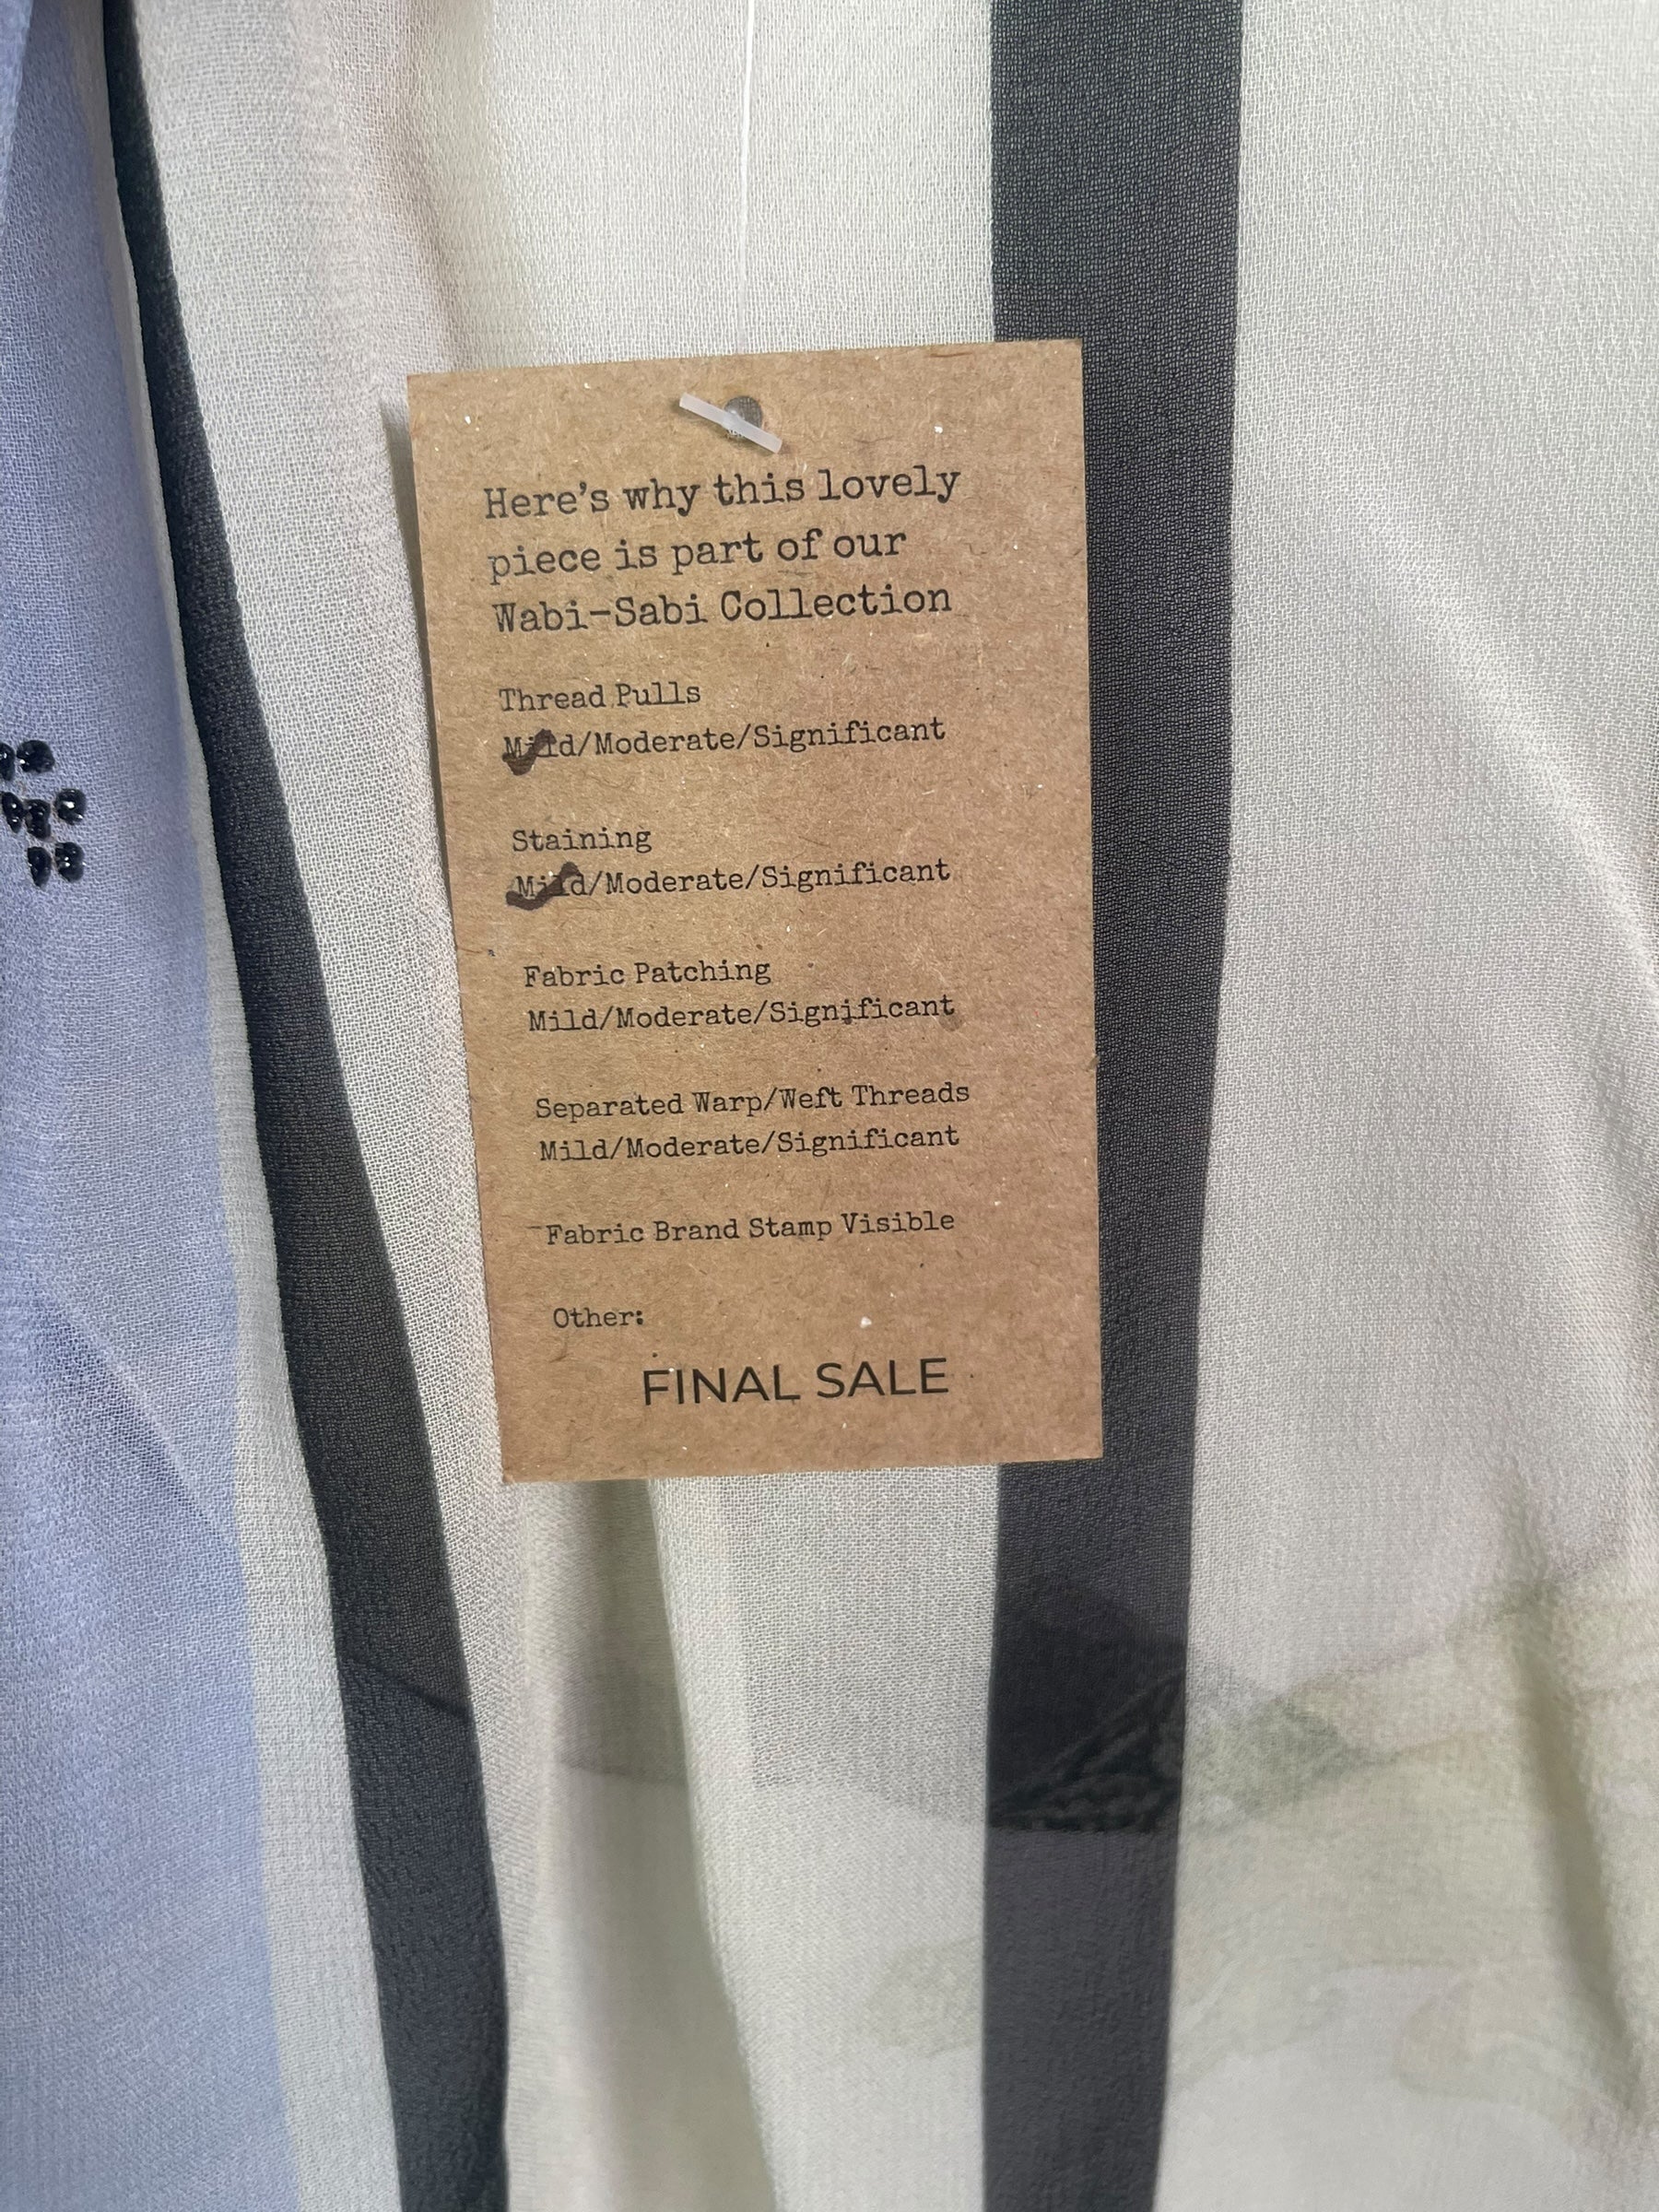 Here's why this lovely
piece is part of our
Wabi-Sabi Collection
Thread Pulls
Mild/Moderate/Significant
Staining
Mild/Moderate/Significant
Fabric Patching
Mild/Moderate/Significant
Separated Warp/Weft Threads
Mild/Moderate/Significant
Fabric Brand Stamp Visible
Other:
FINAL SALE